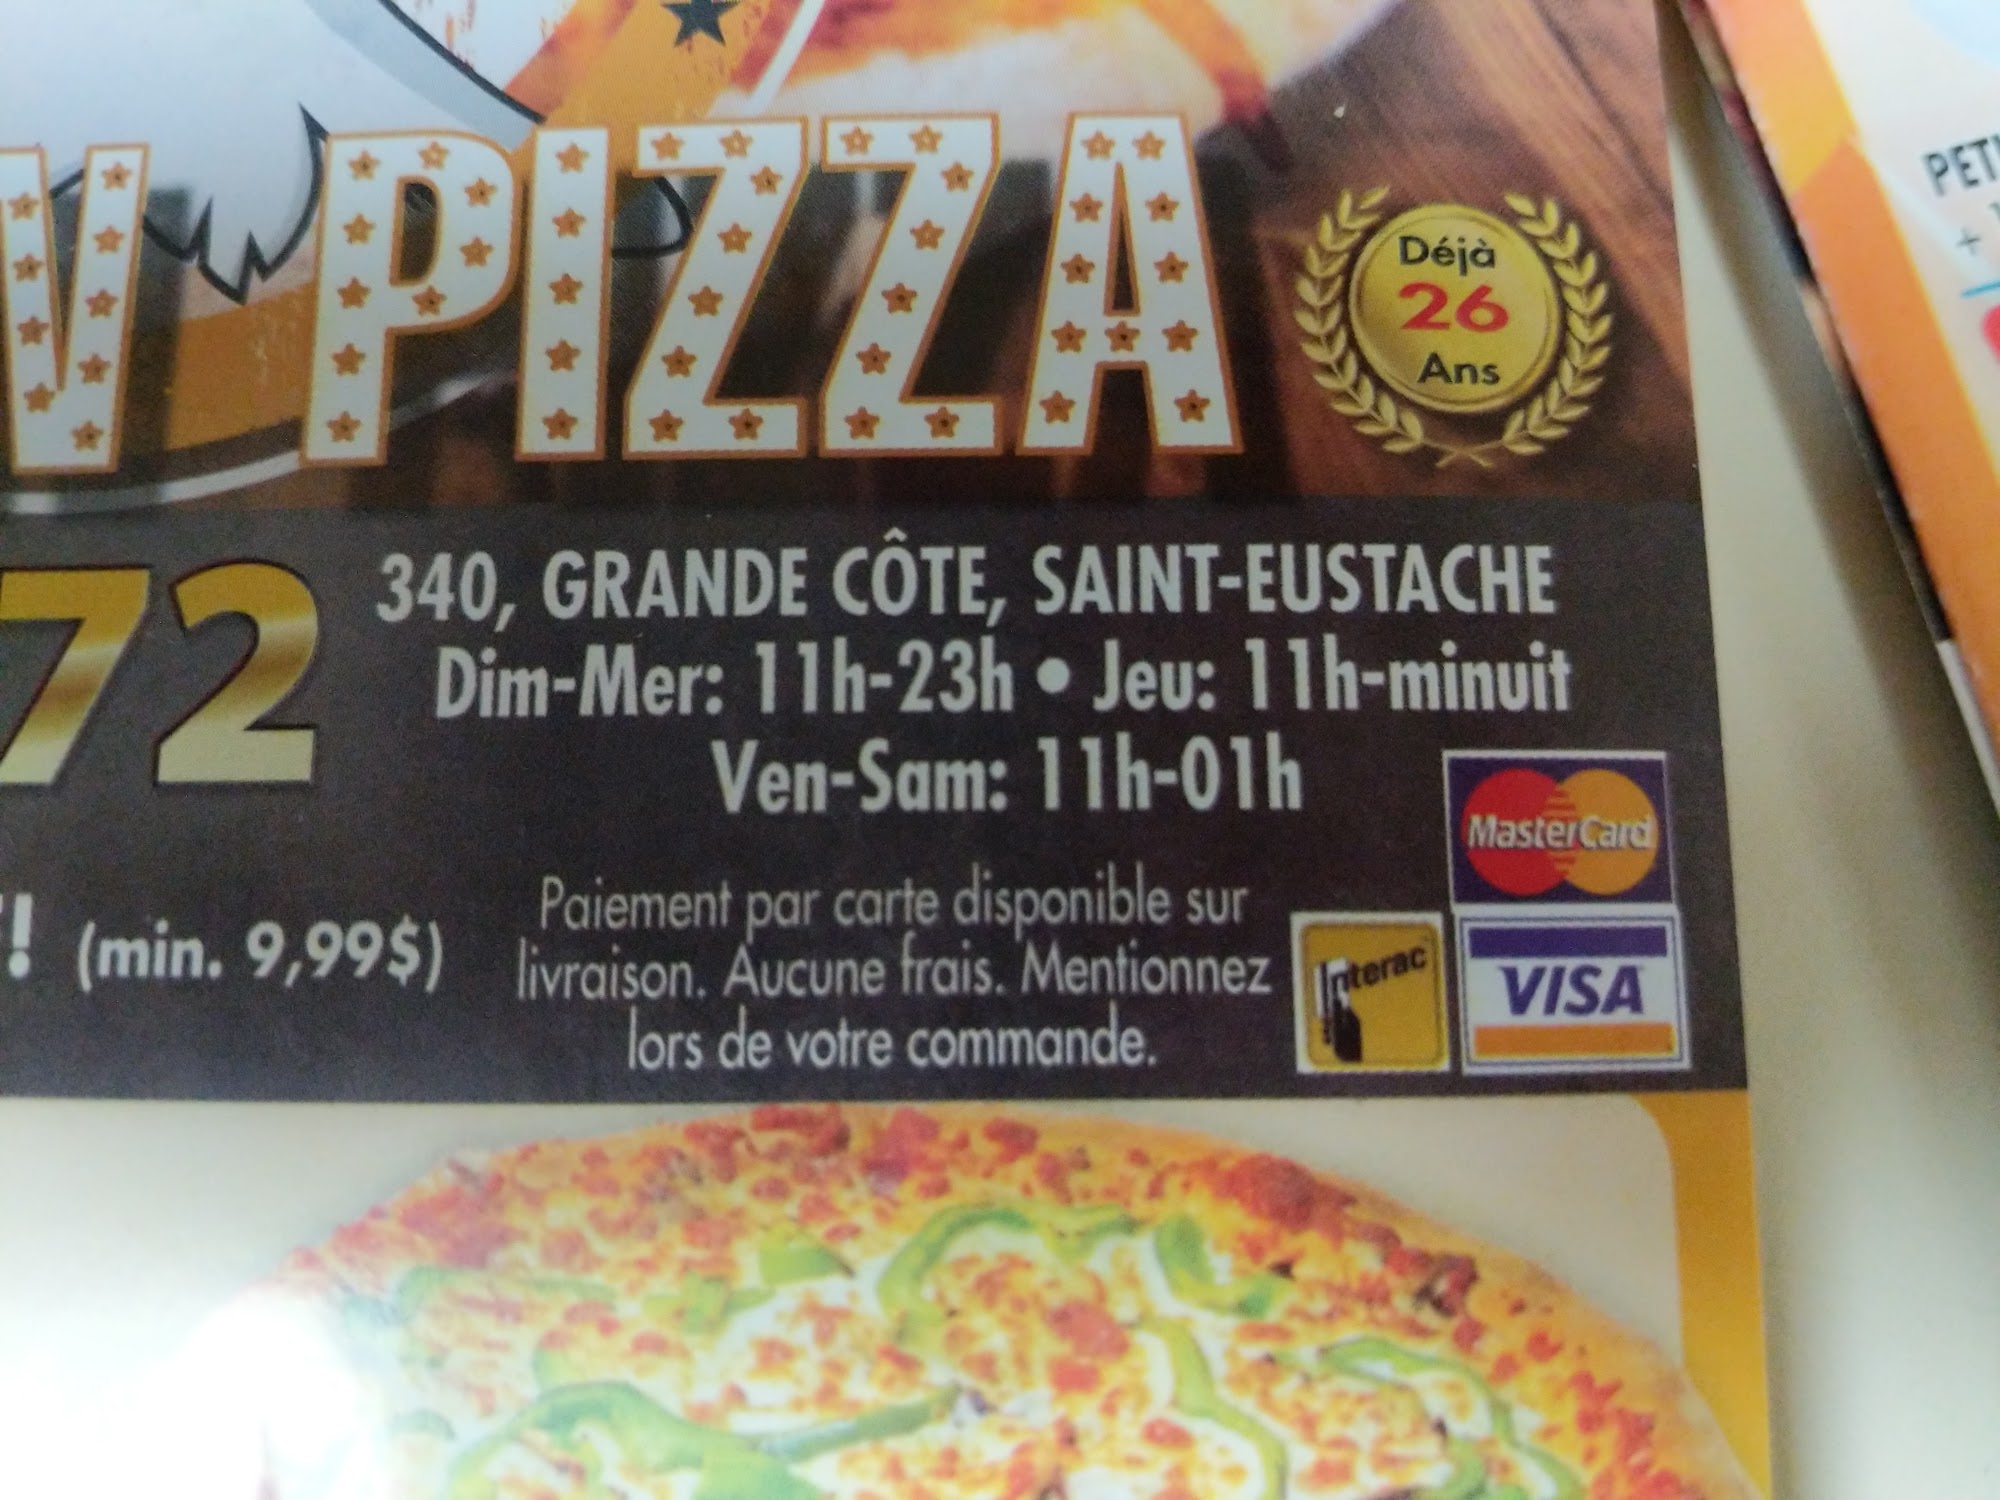 PIZZA
Déjà
26
Ans
72
340, GRANDE CÔTE, SAINT-EUSTACHE
Dim-Mer: 11h-23h • Jeu: 11h-minuit
Ven-Sam: 11h-01h
MasterCard
(min. 9,99$)
Paiement par carte disponible sur
livraison. Aucune frais. Mentionnez
lors de votre commande.
Interac
VISA